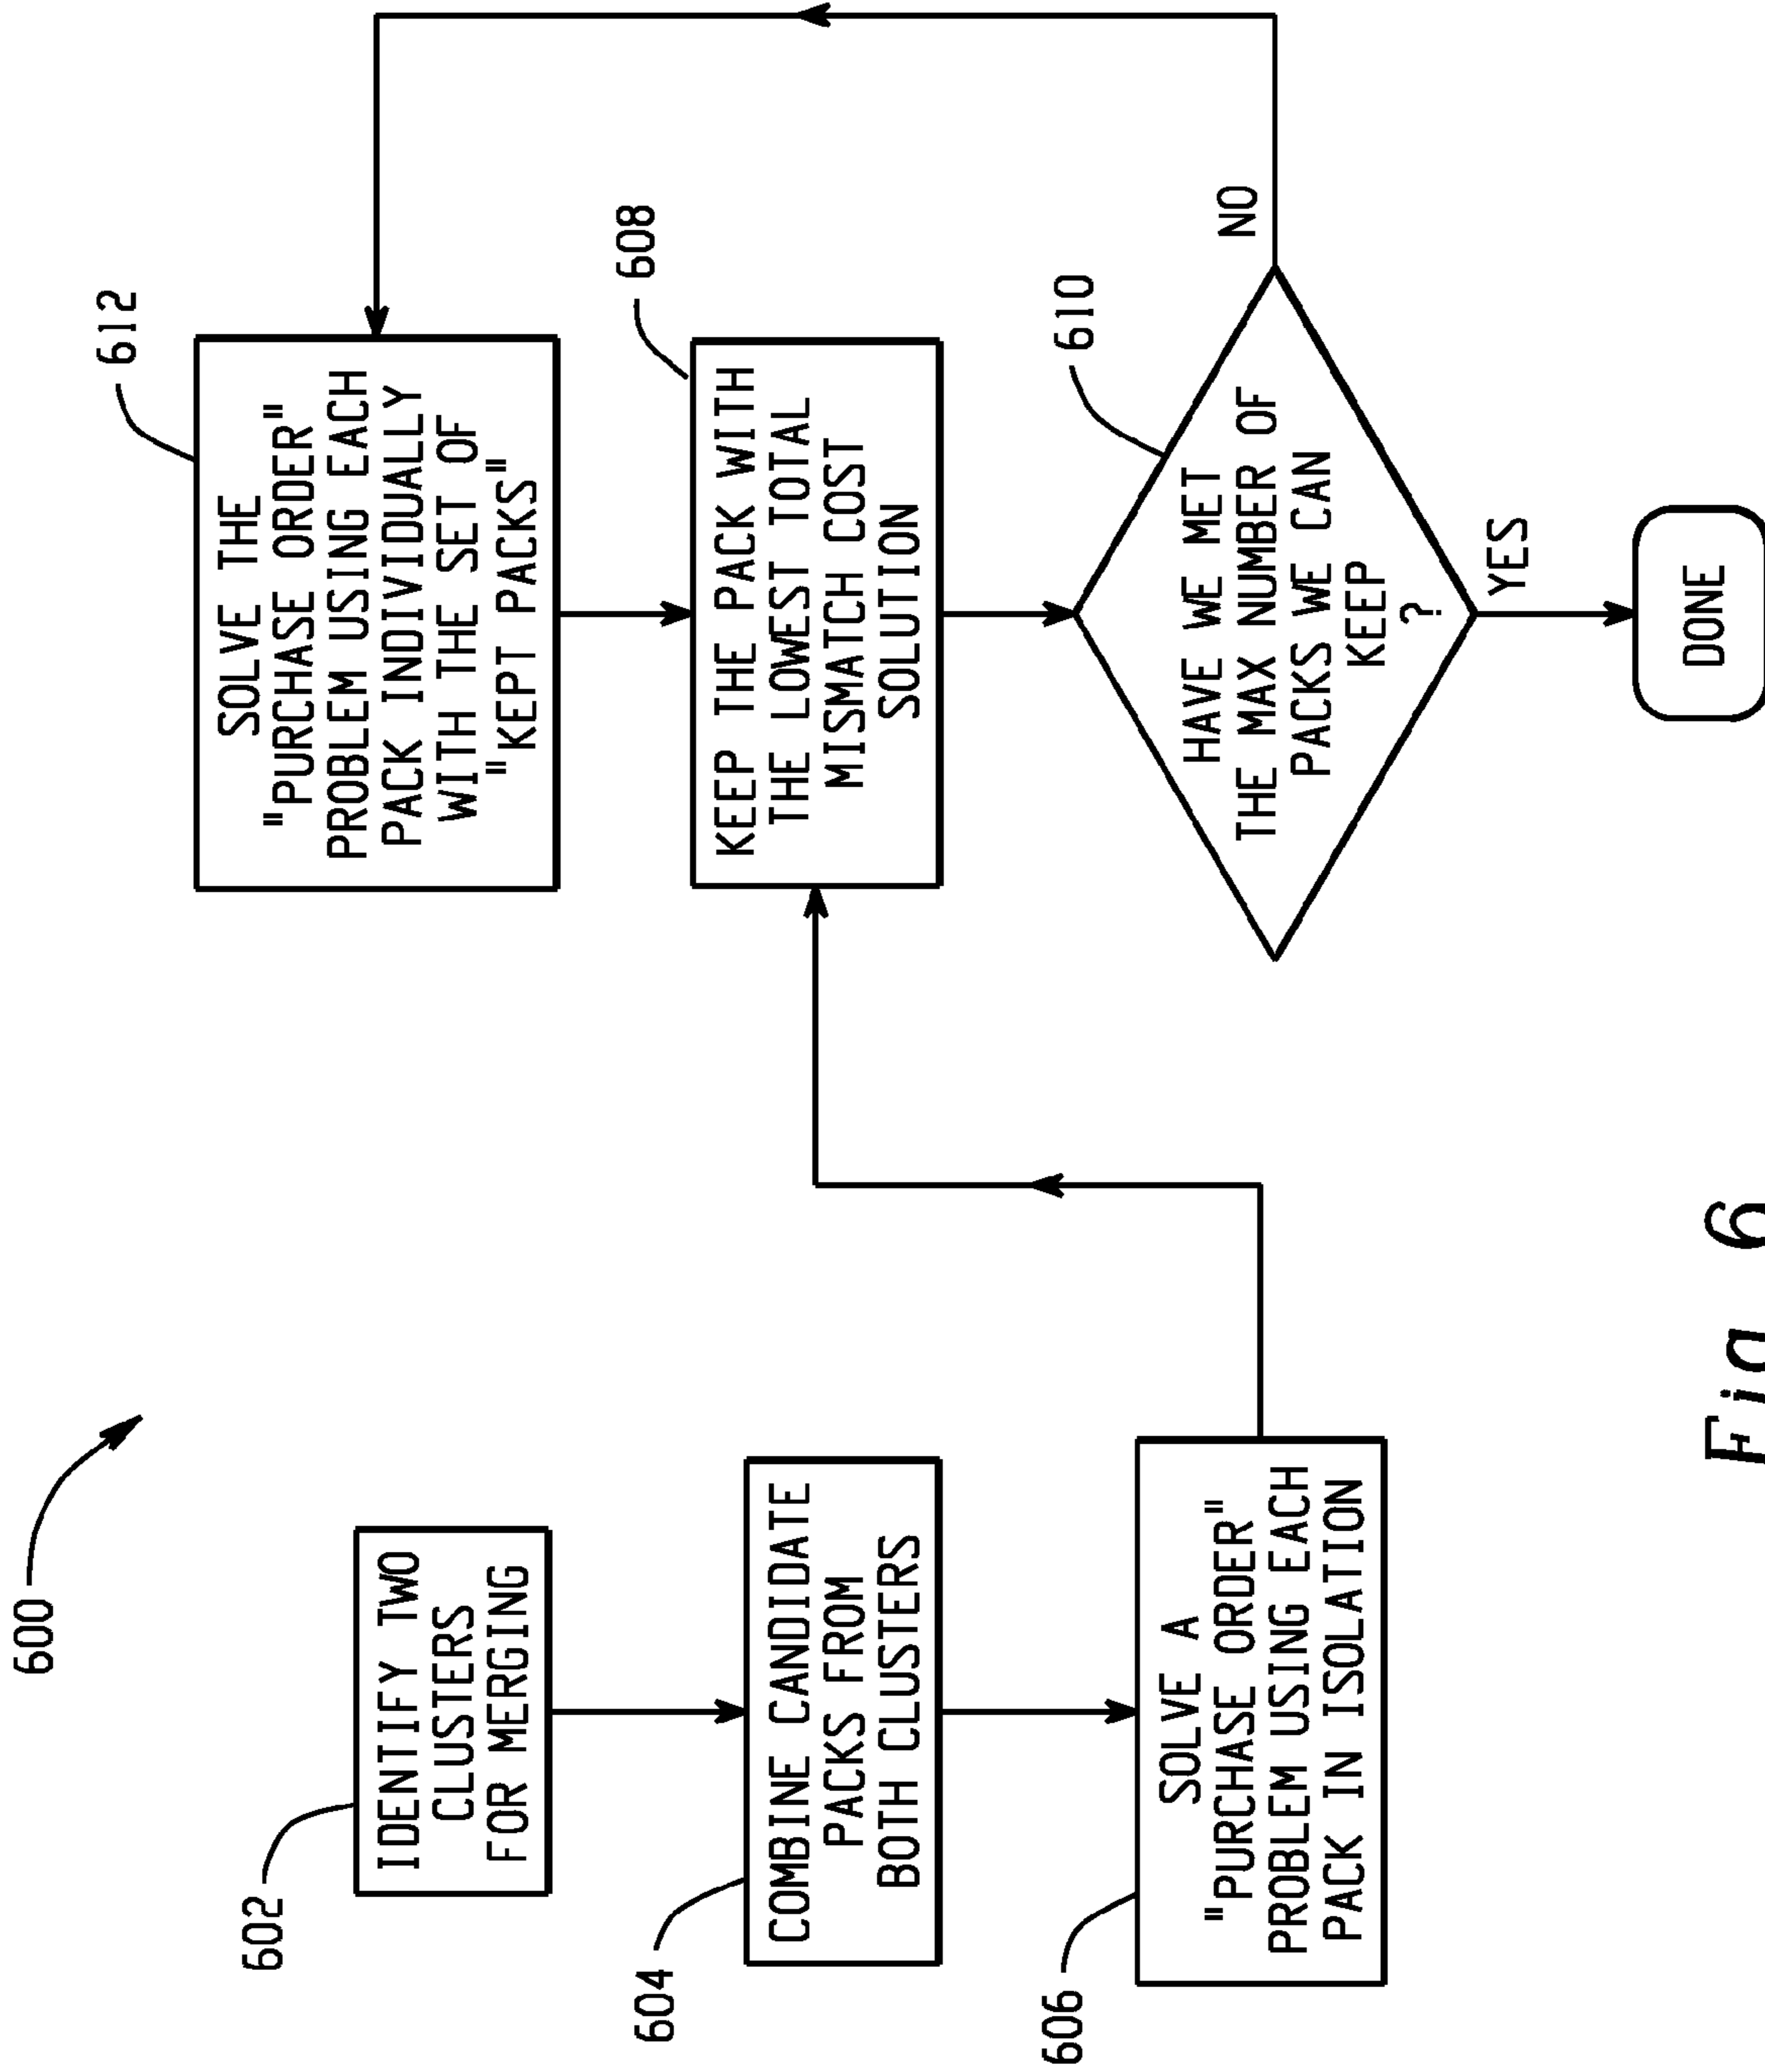 600
602
IDENTIFY TWO
CLUSTERS
FOR MERGING
604
COMBINE CANDIDATE
PACKS FROM
BOTH CLUSTERS
606
SOLVE A
"PURCHASE ORDER"
PROBLEM USING EACH
PACK IN ISOLATION
612
SOLVE THE
"PURCHASE ORDER"
PROBLEM USING EACH
PACK INDIVIDUALLY
WITH THE SET OF
"KEPT PACKS"
608
KEEP THE PACK WITH
THE LOWEST TOTAL
MISMATCH COST
SOLUTION
610
HAVE WE MET
THE MAX NUMBER OF
PACKS WE CAN
KEEP
?
NO
YES
DONE
Fig 6